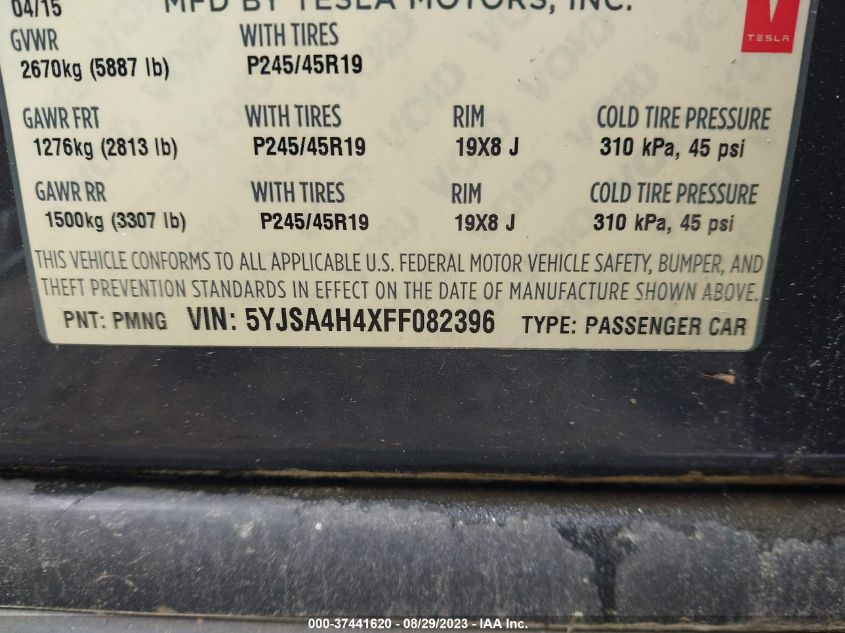 04/15 MFD BY TESLA MOTORS, INC.
TESLA
GVWR WITH TIRES
2670kg (5887 lb) P245/45R19
GAWR FRT WITH TIRES RIM COLD TIRE PRESSURE
1276kg (2813 lb) P245/45R19 19X8 J 310 kPa, 45 psi
GAWR RR WITH TIRES RIM COLD TIRE PRESSURE
1500kg (3307 lb) P245/45R19 19X8 J 310 kPa, 45 psi
THIS VEHICLE CONFORMS TO ALL APPLICABLE U.S. FEDERAL MOTOR VEHICLE SAFETY, BUMPER, AND
THEFT PREVENTION STANDARDS IN EFFECT ON THE DATE OF MANUFACTURE SHOWN ABOVE.
PNT: PMNG VIN: 5YJSA4H4XFF082396 TYPE: PASSENGER CAR
000-37441620 - 08/29/2023 - IAA Inc.